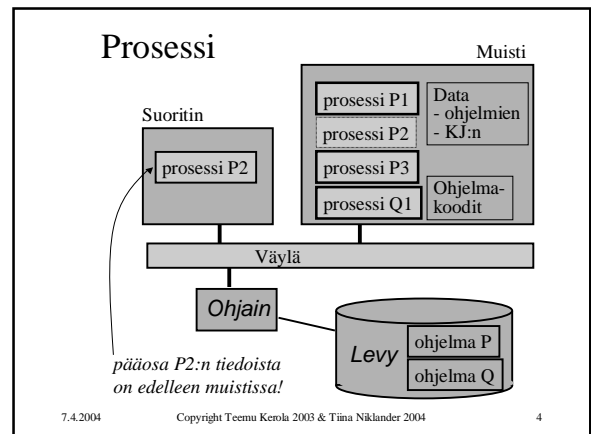 Prosessi
Muisti
prosessi P1
prosessi P2
prosessi P3
prosessi Q1
Data
- ohjelmien
- KJ:n
Ohjelma-
koodit
Suoritin
prosessi P2
Väylä
Ohjain
Levy
ohjelma P
ohjelma Q
pääosa P2:n tiedoista
on edelleen muistissa!
7.4.2004
Copyright Teemu Kerola 2003 & Tiina Niklander 2004
4